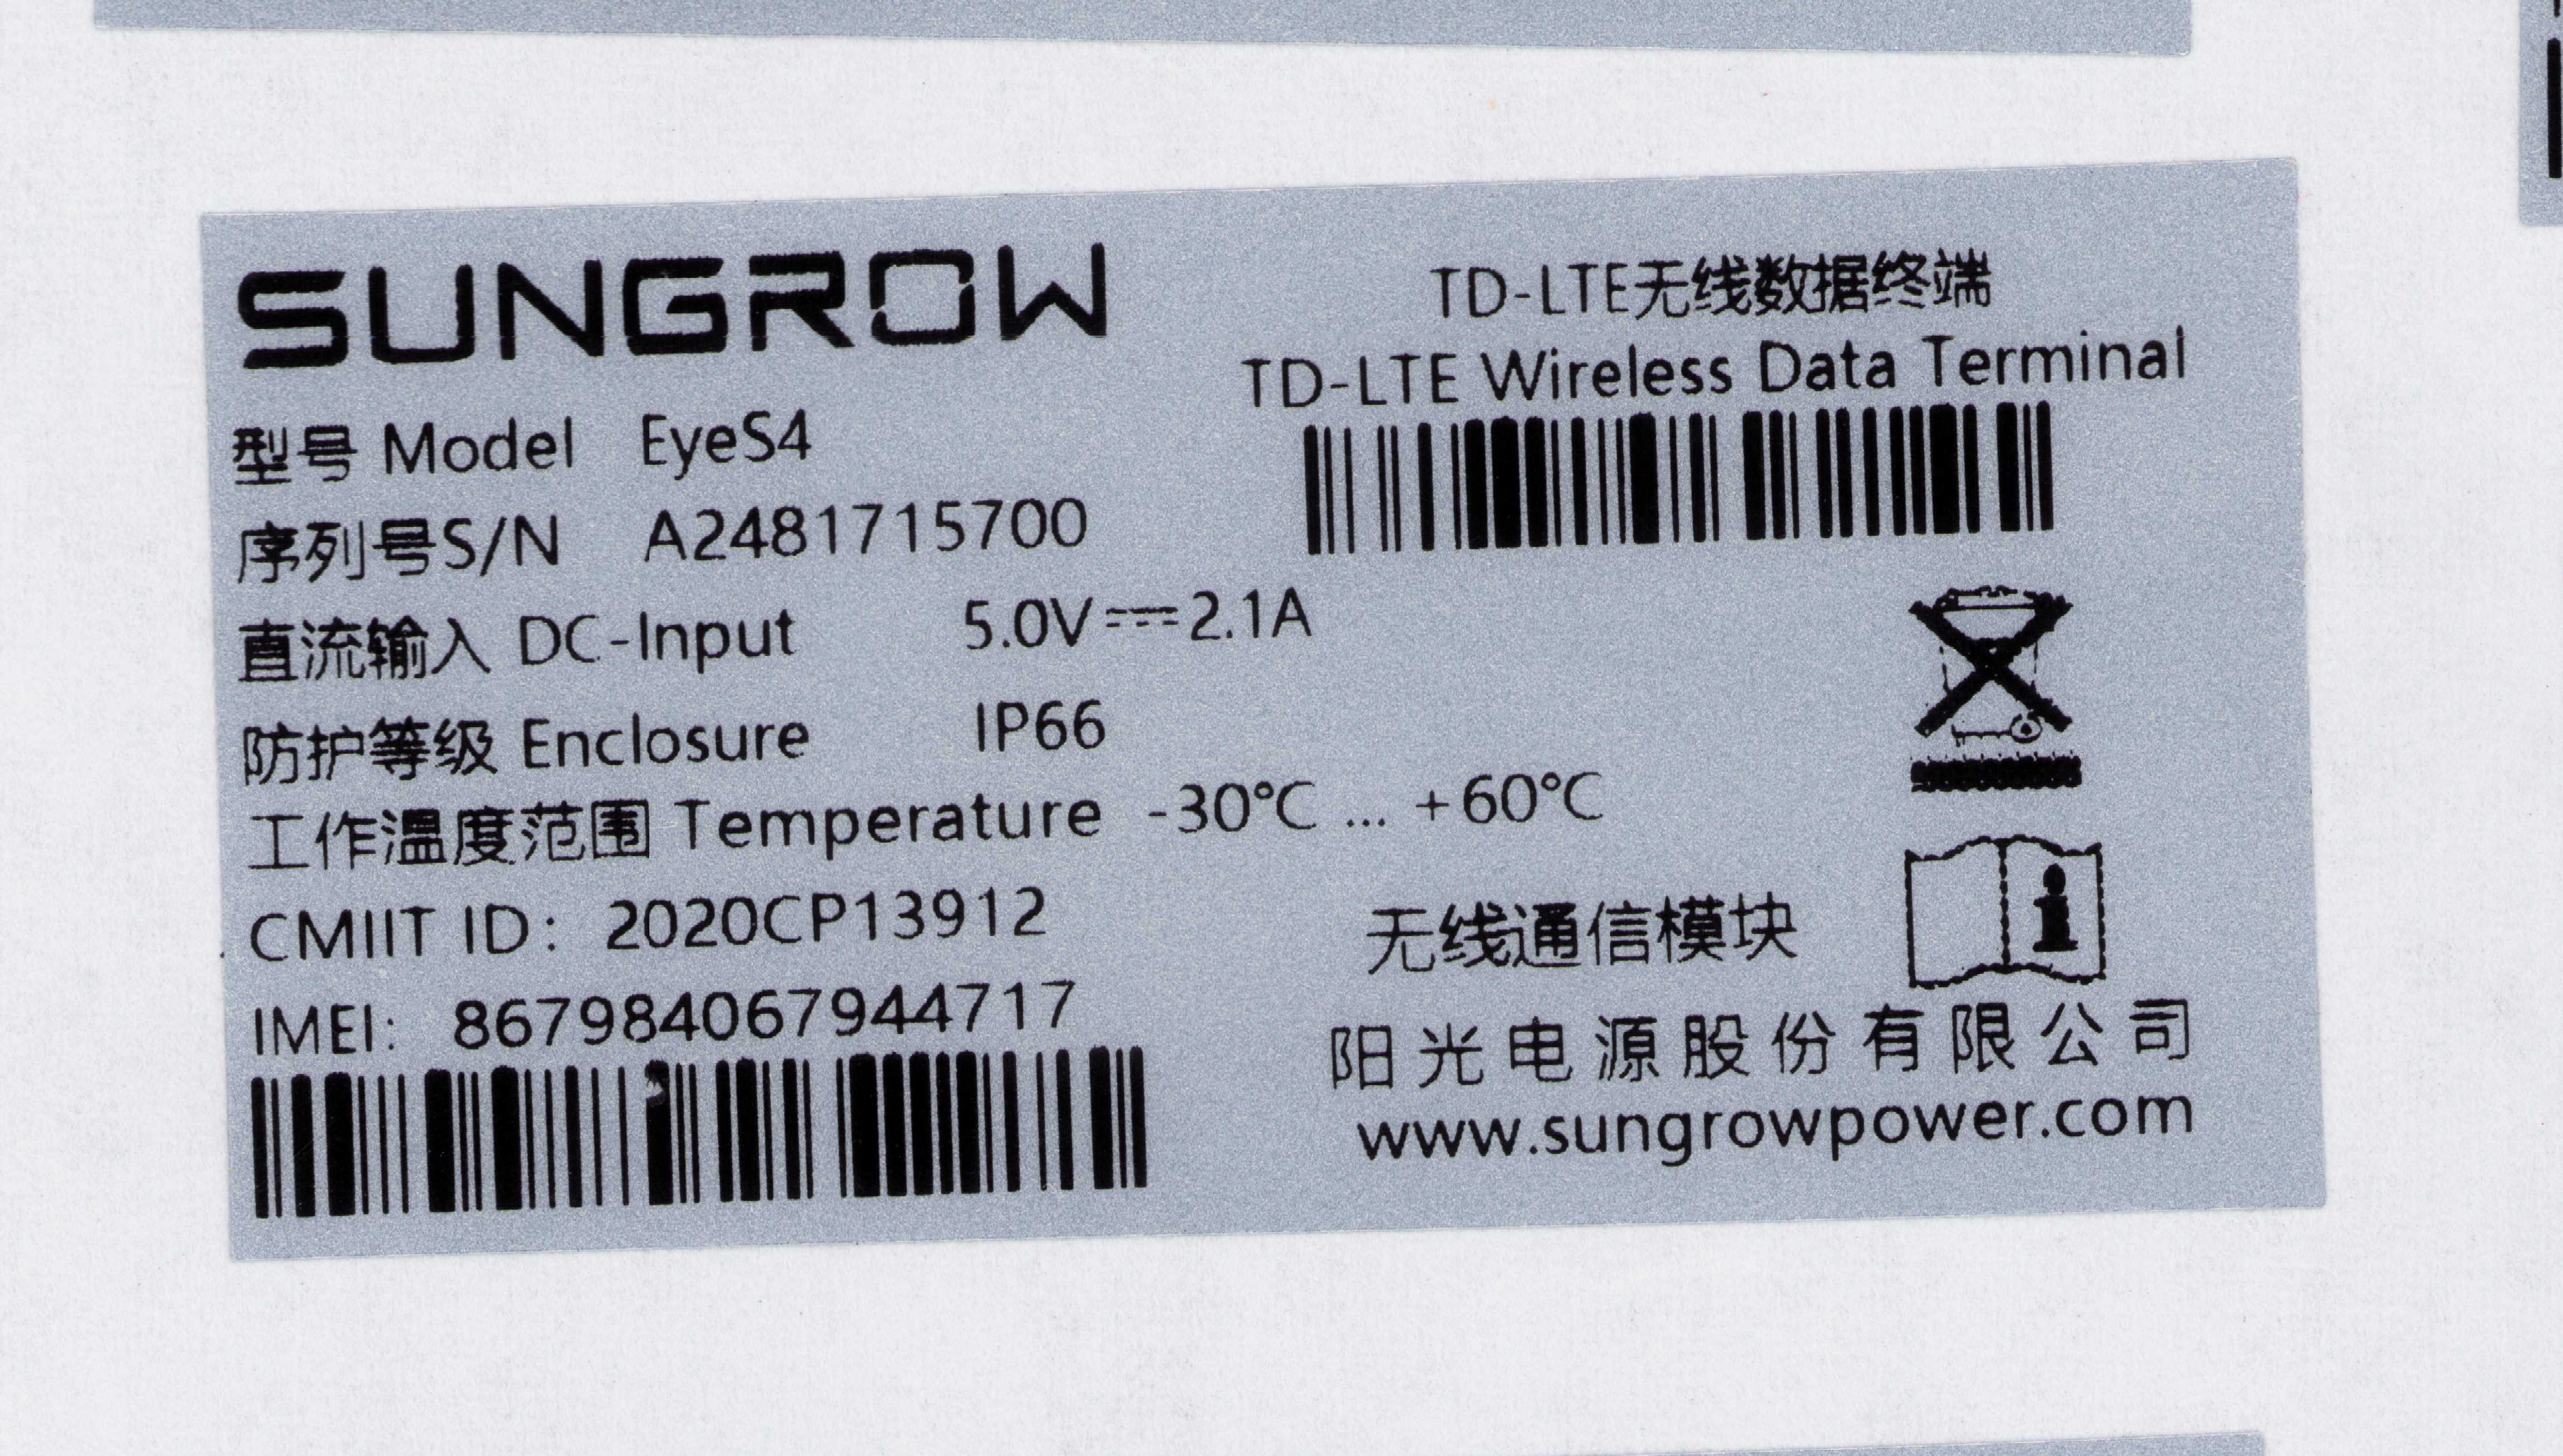 SUNGROW
TD-LTE无线数据终端
TD-LTE Wireless Data Terminal
型号 Model EyeS4
序列号S/N A2481715700
直流输入 DC-Input 5.0V⎓2.1A
防护等级 Enclosure IP66
工作温度范围 Temperature -30℃ ... +60℃
CMIIT ID: 2020CP13912
无线通信模块
IMEI: 867984067944717
阳光电源股份有限公司
www.sungrowpower.com